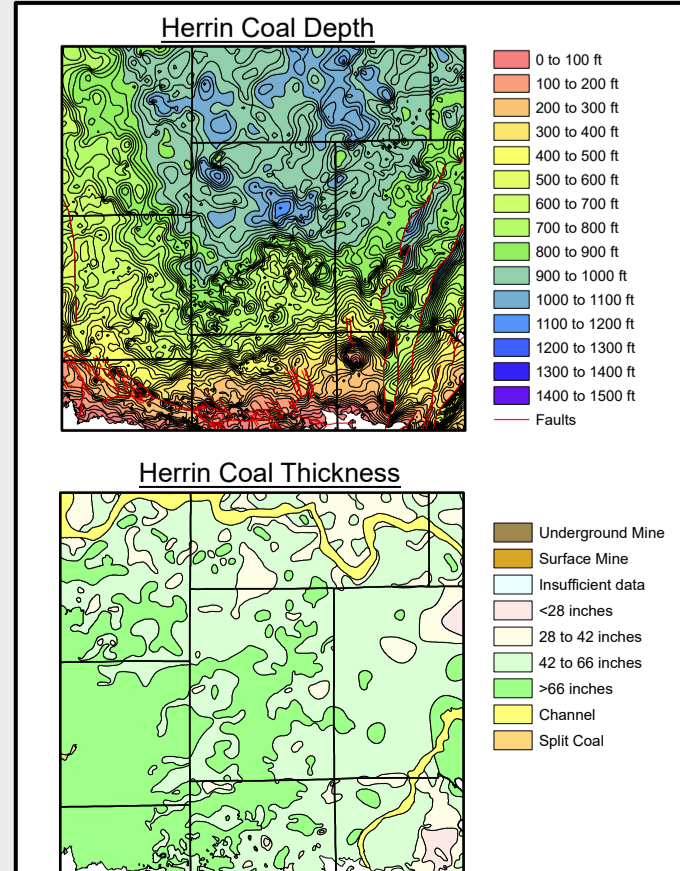 Herrin Coal Depth
0 to 100 ft
100 to 200 ft
200 to 300 ft
300 to 400 ft
400 to 500 ft
500 to 600 ft
600 to 700 ft
700 to 800 ft
800 to 900 ft
900 to 1000 ft
1000 to 1100 ft
1100 to 1200 ft
1200 to 1300 ft
1300 to 1400 ft
1400 to 1500 ft
Faults
Herrin Coal Thickness
Underground Mine
Surface Mine
Insufficient data
<28 inches
28 to 42 inches
42 to 66 inches
>66 inches
Channel
Split Coal